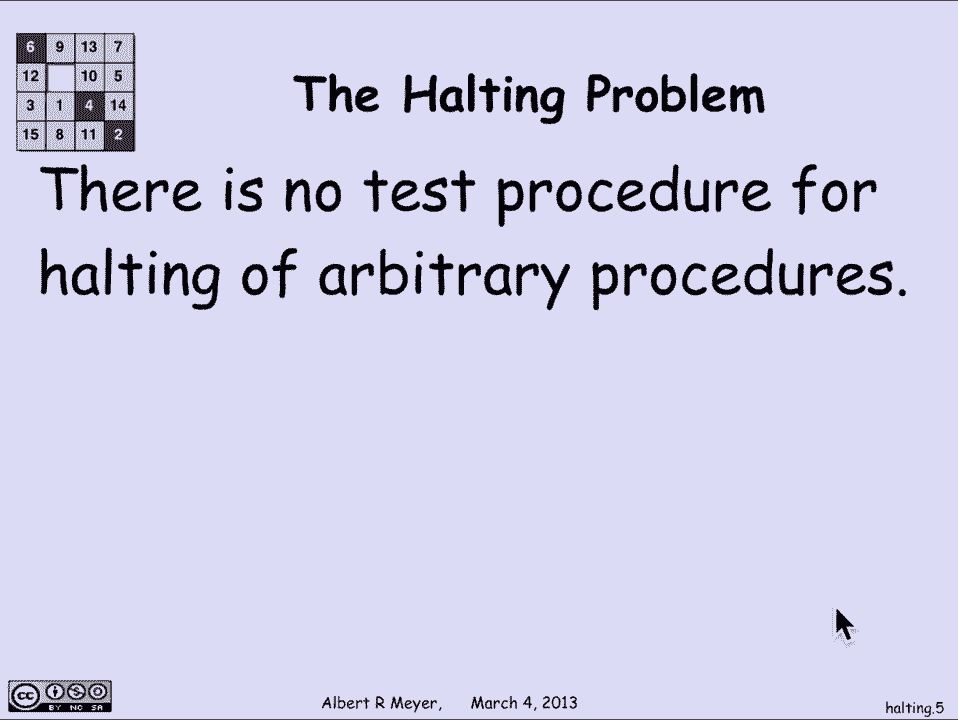 6 9 13 7
12 10 5
3 1 4 14
15 8 11 2
The Halting Problem
There is no test procedure for
halting of arbitrary procedures.
cc BY NC SA
Albert R Meyer, March 4, 2013
halting.5